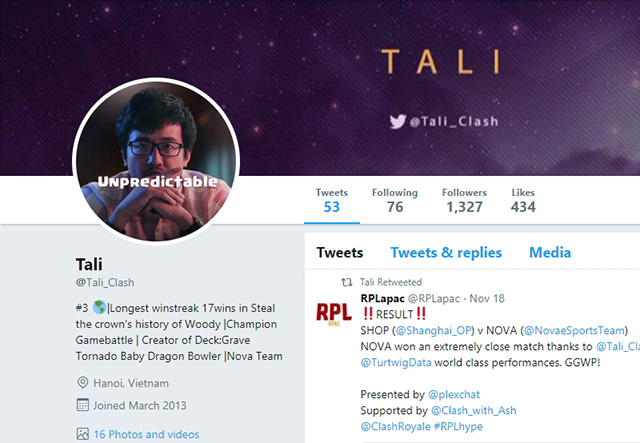 TALI
@Tali_Clash
UnpredIctable
Tweets Following Followers Likes
53 76 1,327 434
Tali
@Tali_Clash
#3 |Longest winstreak 17wins in Steal
the crown's history of Woody |Champion
Gamebattle | Creator of Deck:Grave
Tornado Baby Dragon Bowler |Nova Team
Hanoi, Vietnam
Joined March 2013
16 Photos and videos
Tweets Tweets & replies Media
Tali Retweeted
RPLapac @RPLapac · Nov 18
RPL
APAC
‼️RESULT‼️
SHOP (@Shanghai_OP) v NOVA (@NovaeSportsTeam)
NOVA won an extremely close match thanks to @Tali_Cl
@TurtwigData world class performances. GGWP!
Presented by @plexchat
Supported by @Clash_with_Ash
@ClashRoyale #RPLhype